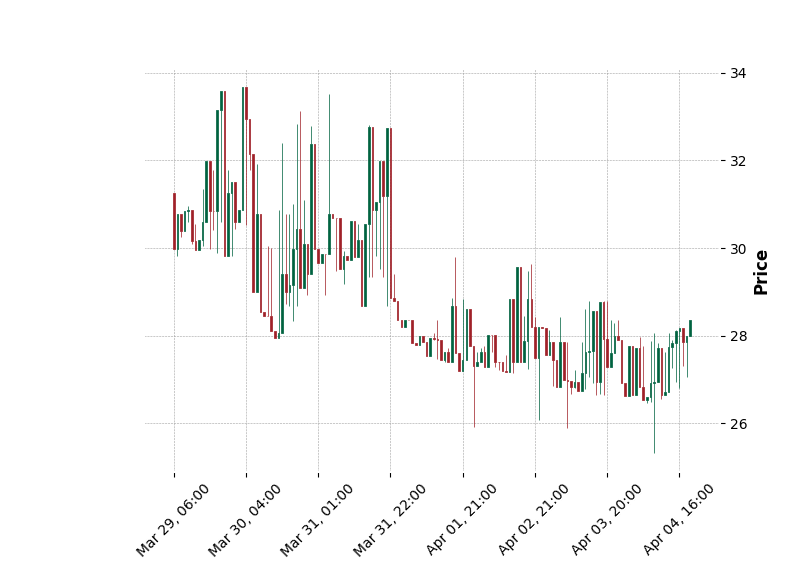 34
32
30
28
26
Price
Mar 29, 06:00
Mar 30, 04:00
Mar 31, 01:00
Mar 31, 22:00
Apr 01, 21:00
Apr 02, 21:00
Apr 03, 20:00
Apr 04, 16:00